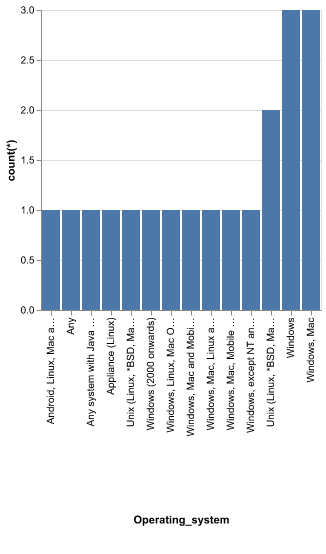 3.0
2.5
2.0
1.5
1.0
0.5
0.0
count(*)
Android, Linux, Mac a…
Any
Any system with Java …
Appliance (Linux)
Unix (Linux, *BSD, Ma…
Windows (2000 onwards)
Windows, Linux, Mac O…
Windows, Mac and Mobi…
Windows, Mac, Linux a…
Windows, Mac, Mobile …
Windows, except NT an…
Unix (Linux, *BSD, Ma…
Windows
Windows, Mac
Operating_system